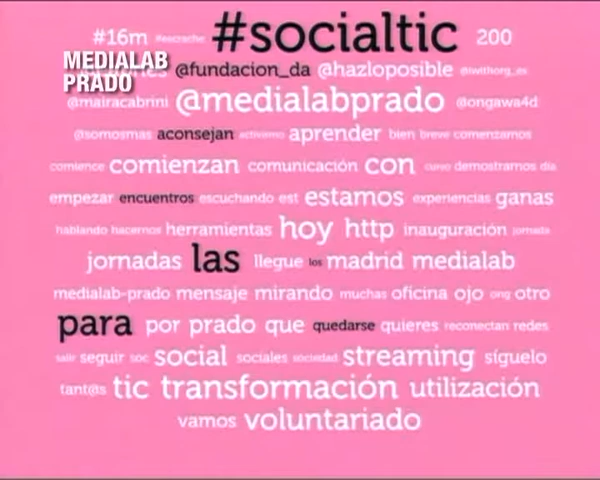 #16m #escrache #socialtic 200
MEDIALAB
PRADO
@fundacion_da @hazloposible
@mairacabrini @medialabprado @ongawa4d
@somosmas aconsejan activismo aprender bien breve comenzamos
comience comienzan comunicación con curso demostramos día
empezar encuentros escuchando est estamos experiencias ganas
hablando hacemos herramientas hoy http inauguración jornada
jornadas las llegue los madrid medialab
medialab-prado mensaje mirando muchas oficina ojo ong otro
para por prado que quedarse quieres reconectan redes
salir seguir soc social sociales sociedad streaming síguelo
tant@s tic transformación utilización
vamos voluntariado